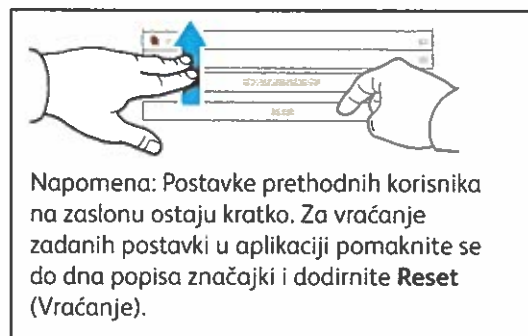 Napomena: Postavke prethodnih korisnika
na zaslonu ostaju kratko. Za vraćanje
zadanih postavki u aplikaciji pomaknite se
do dna popisa značajki i dodirnite Reset
(Vraćanje).